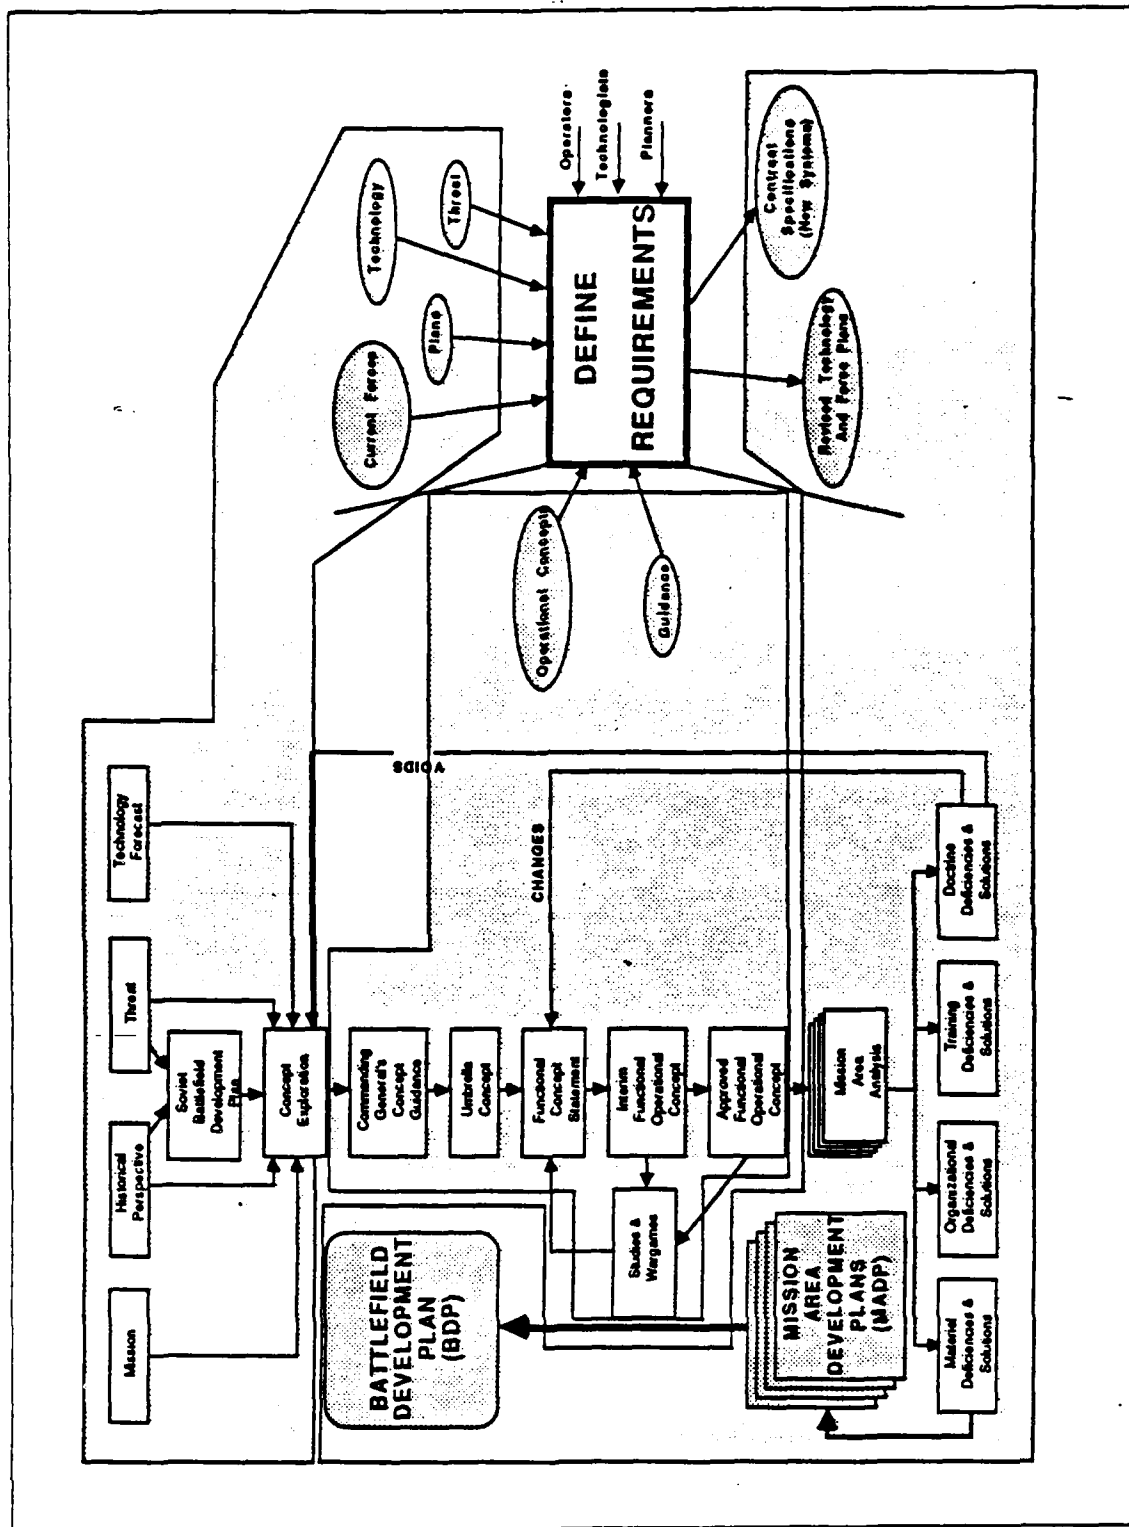 Mission
Historical
Perspective
Threat
Technology
Forecast
Soviet
Battlefield
Development
Plan
Concept
Exploration
Commanding
General's
Concept
Guidance
Umbrella
Concept
Functional
Concept
Statement
Interim
Functional
Operational
Concept
Approved
Functional
Operational
Concept
Mission
Area
Analysis
Studies &
Wargames
CHANGES
VOIDS
BATTLEFIELD
DEVELOPMENT
PLAN
(BDP)
MISSION
AREA
DEVELOPMENT
PLANS
(MADP)
Materiel
Deficiencies &
Solutions
Organizational
Deficiencies &
Solutions
Training
Deficiencies &
Solutions
Doctrine
Deficiencies &
Solutions
Current Forces
Plans
Technology
Threat
Operational Concepts
Guidance
DEFINE
REQUIREMENTS
Operators
Technologists
Planners
Revised Technology
And Force Plans
Contract
Specifications
(New Systems)